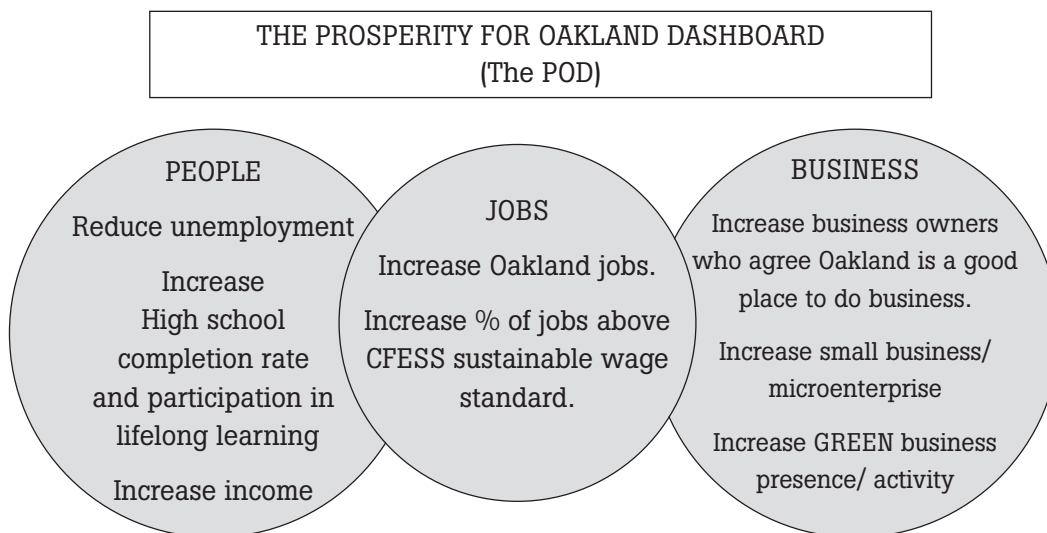 THE PROSPERITY FOR OAKLAND DASHBOARD
(The POD)
PEOPLE
Reduce unemployment
Increase
High school
completion rate
and participation in
lifelong learning
Increase income
JOBS
Increase Oakland jobs.
Increase % of jobs above
CFESS sustainable wage
standard.
BUSINESS
Increase business owners
who agree Oakland is a good
place to do business.
Increase small business/
microenterprise
Increase GREEN business
presence/ activity